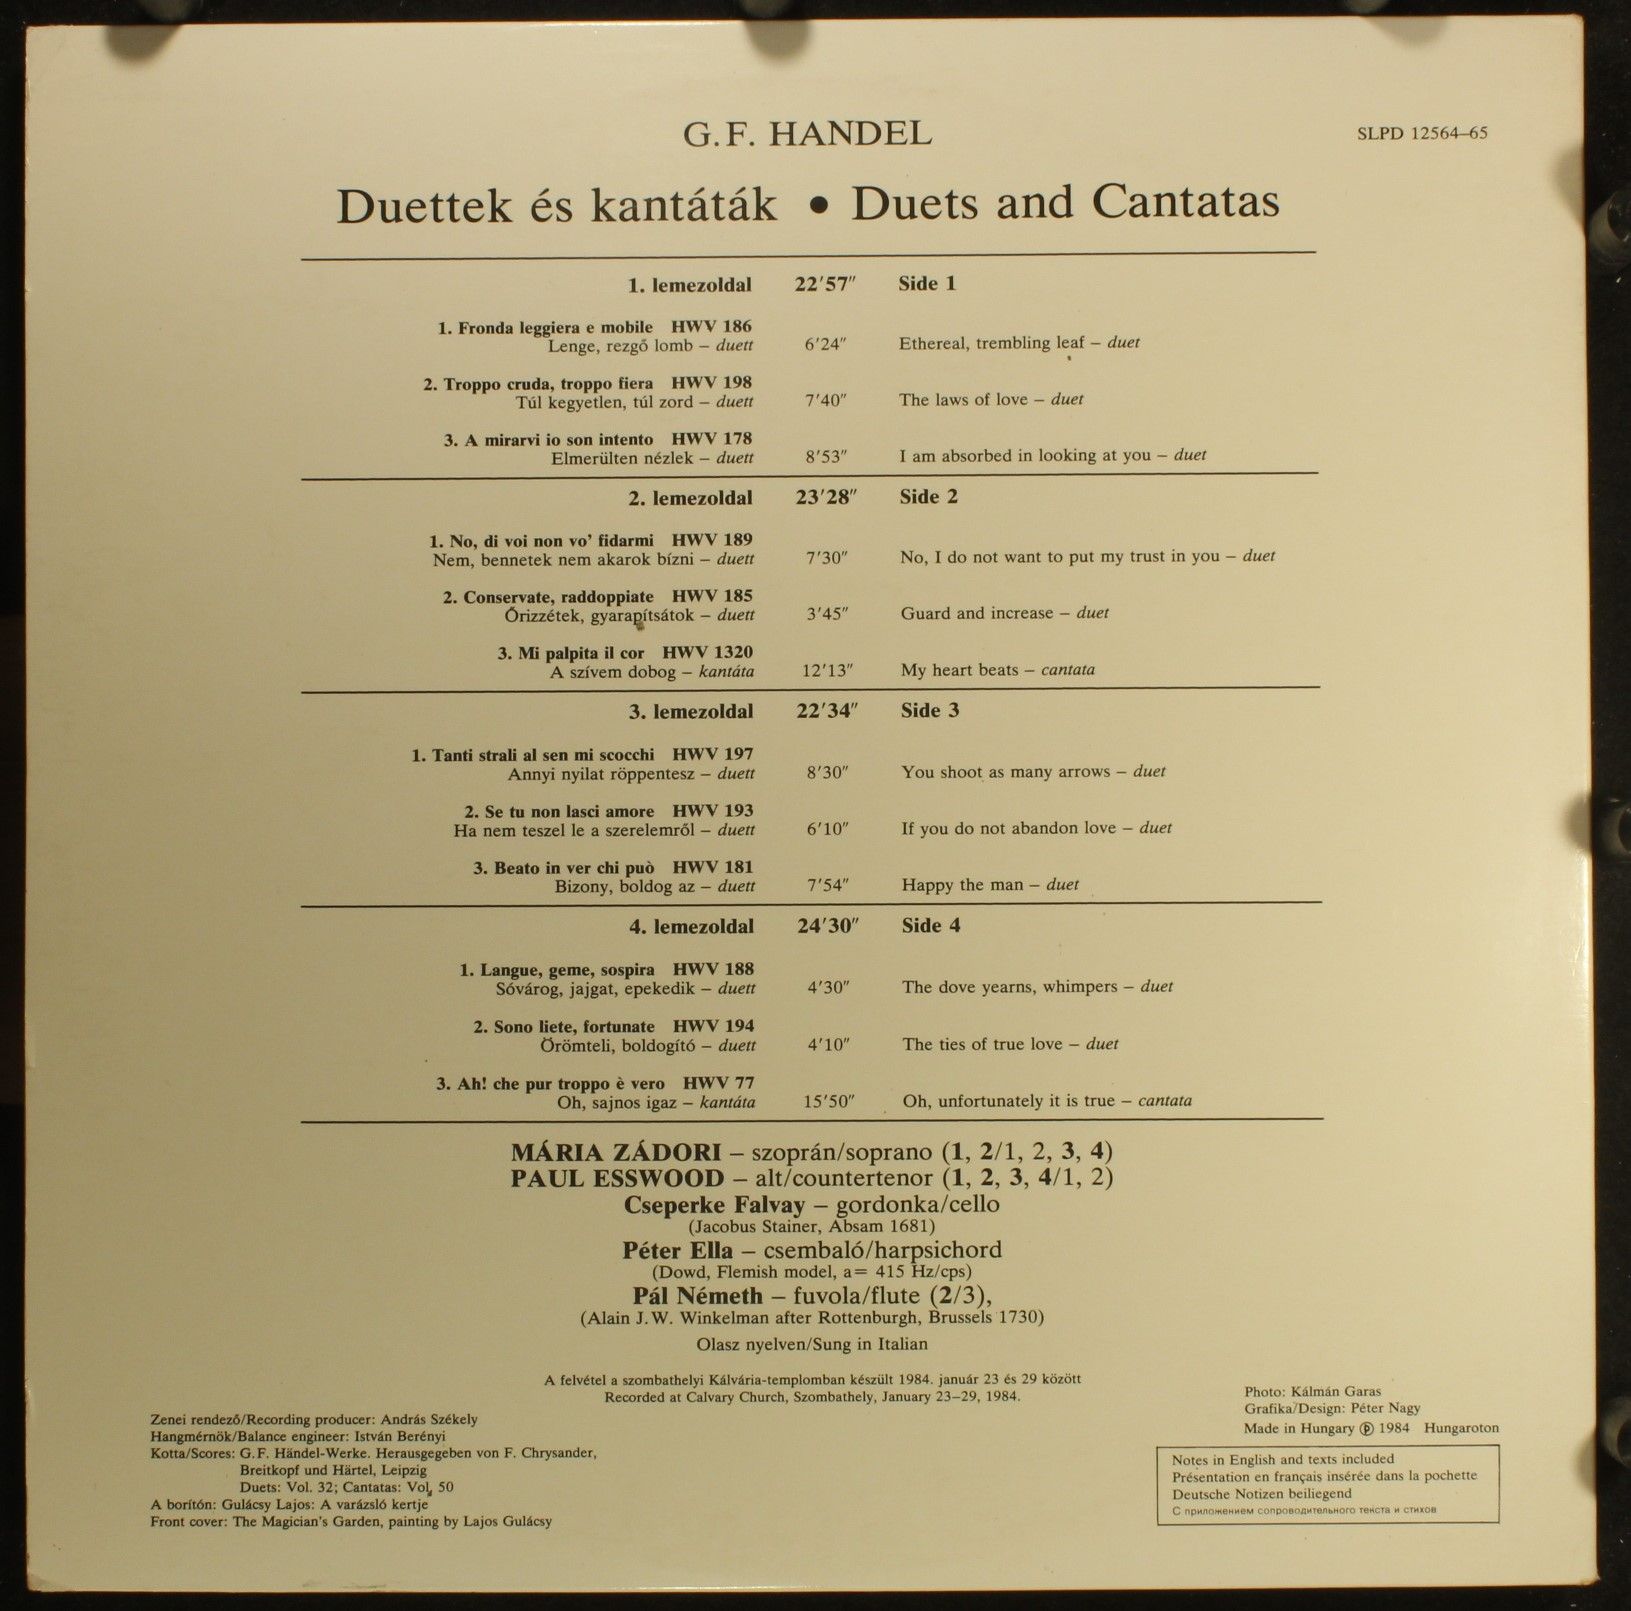 G.F. HANDEL
SLPD 12564–65
Duettek és kantáták • Duets and Cantatas
1. lemezoldal 22′57″ Side 1
1. Fronda leggiera e mobile HWV 186
Lenge, rezgő lomb – duett 6′24″ Ethereal, trembling leaf – duet
2. Troppo cruda, troppo fiera HWV 198
Túl kegyetlen, túl zord – duett 7′40″ The laws of love – duet
3. A mirarvi io son intento HWV 178
Elmerülten nézlek – duett 8′53″ I am absorbed in looking at you – duet
2. lemezoldal 23′28″ Side 2
1. No, di voi non vo’ fidarmi HWV 189
Nem, bennetek nem akarok bízni – duett 7′30″ No, I do not want to put my trust in you – duet
2. Conservate, raddoppiate HWV 185
Őrizzétek, gyarapítsátok – duett 3′45″ Guard and increase – duet
3. Mi palpita il cor HWV 1320
A szívem dobog – kantáta 12′13″ My heart beats – cantata
3. lemezoldal 22′34″ Side 3
1. Tanti strali al sen mi scocchi HWV 197
Annyi nyilat röppentesz – duett 8′30″ You shoot as many arrows – duet
2. Se tu non lasci amore HWV 193
Ha nem teszel le a szerelemről – duett 6′10″ If you do not abandon love – duet
3. Beato in ver chi può HWV 181
Bizony, boldog az – duett 7′54″ Happy the man – duet
4. lemezoldal 24′30″ Side 4
1. Langue, geme, sospira HWV 188
Sóvárog, jajgat, epekedik – duett 4′30″ The dove yearns, whimpers – duet
2. Sono liete, fortunate HWV 194
Örömteli, boldogító – duett 4′10″ The ties of true love – duet
3. Ah! che pur troppo è vero HWV 77
Oh, sajnos igaz – kantáta 15′50″ Oh, unfortunately it is true – cantata
MÁRIA ZÁDORI – szoprán/soprano (1, 2/1, 2, 3, 4)
PAUL ESSWOOD – alt/countertenor (1, 2, 3, 4/1, 2)
Cseperke Falvay – gordonka/cello
(Jacobus Stainer, Absam 1681)
Péter Ella – csembaló/harpsichord
(Dowd, Flemish model, a= 415 Hz/cps)
Pál Németh – fuvola/flute (2/3),
(Alain J.W. Winkelman after Rottenburgh, Brussels 1730)
Olasz nyelven/Sung in Italian
A felvétel a szombathelyi Kálvária-templomban készült 1984. január 23 és 29 között
Recorded at Calvary Church, Szombathely, January 23–29, 1984.
Zenei rendező/Recording producer: András Székely
Hangmérnök/Balance engineer: István Berényi
Kotta/Scores: G.F. Händel-Werke. Herausgegeben von F. Chrysander,
Breitkopf und Härtel, Leipzig
Duets: Vol. 32; Cantatas: Vol. 50
A borítón: Gulácsy Lajos: A varázsló kertje
Front cover: The Magician's Garden, painting by Lajos Gulácsy
Photo: Kálmán Garas
Grafika/Design: Péter Nagy
Made in Hungary ℗ 1984 Hungaroton
Notes in English and texts included
Présentation en français insérée dans la pochette
Deutsche Notizen beiliegend
С приложением сопроводительного текста и стихов